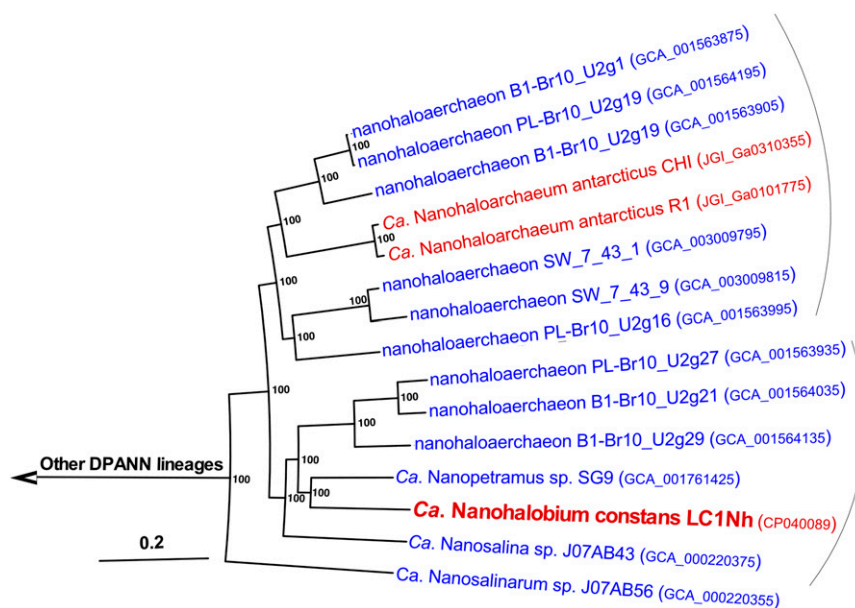 nanohaloaerchaeon B1-Br10_U2g1 (GCA_001563875)
nanohaloaerchaeon PL-Br10_U2g19 (GCA_001564195)
nanohaloaerchaeon B1-Br10_U2g19 (GCA_001563905)
100
100
100
Ca. Nanohaloarchaeum antarcticus CHI (JGI_Ga0310355)
100
Ca. Nanohaloarchaeum antarcticus R1 (JGI_Ga0101775)
100
nanohaloaerchaeon SW_7_43_1 (GCA_003009795)
100
nanohaloaerchaeon SW_7_43_9 (GCA_003009815)
100
nanohaloaerchaeon PL-Br10_U2g16 (GCA_001563995)
nanohaloaerchaeon PL-Br10_U2g27 (GCA_001563935)
100
100
nanohaloaerchaeon B1-Br10_U2g21 (GCA_001564035)
100
nanohaloaerchaeon B1-Br10_U2g29 (GCA_001564135)
Other DPANN lineages
100
100
Ca. Nanopetramus sp. SG9 (GCA_001761425)
100
Ca. Nanohalobium constans LC1Nh (CP040089)
100
0.2
Ca. Nanosalina sp. J07AB43 (GCA_000220375)
Ca. Nanosalinarum sp. J07AB56 (GCA_000220355)